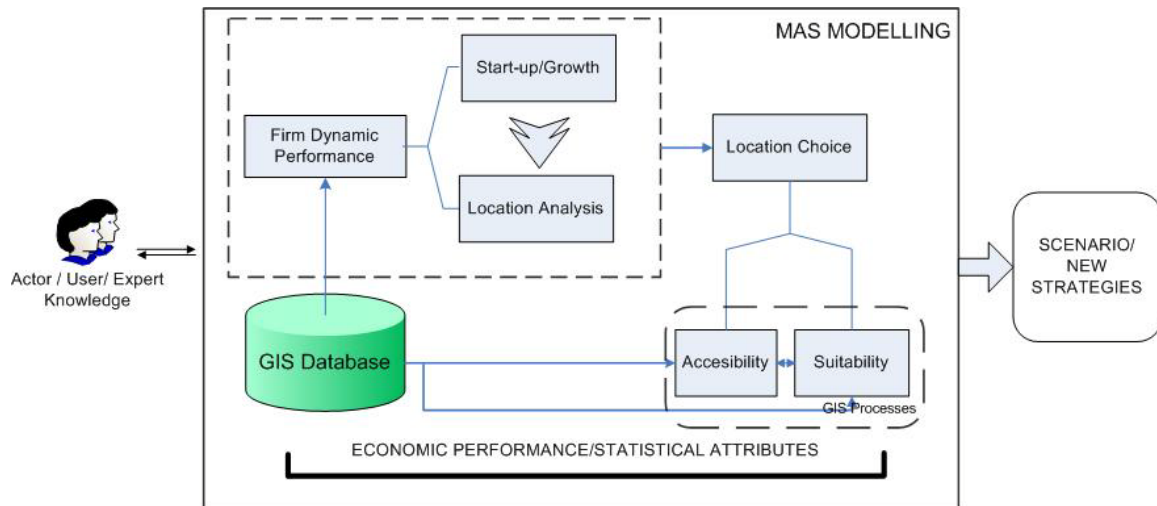 MAS MODELLING
Start-up/Growth
Firm Dynamic
Performance
Location Choice
Location Analysis
Actor / User/ Expert
Knowledge
SCENARIO/
NEW
STRATEGIES
GIS Database
Accesibility
Suitability
GIS Processes
ECONOMIC PERFORMANCE/STATISTICAL ATTRIBUTES